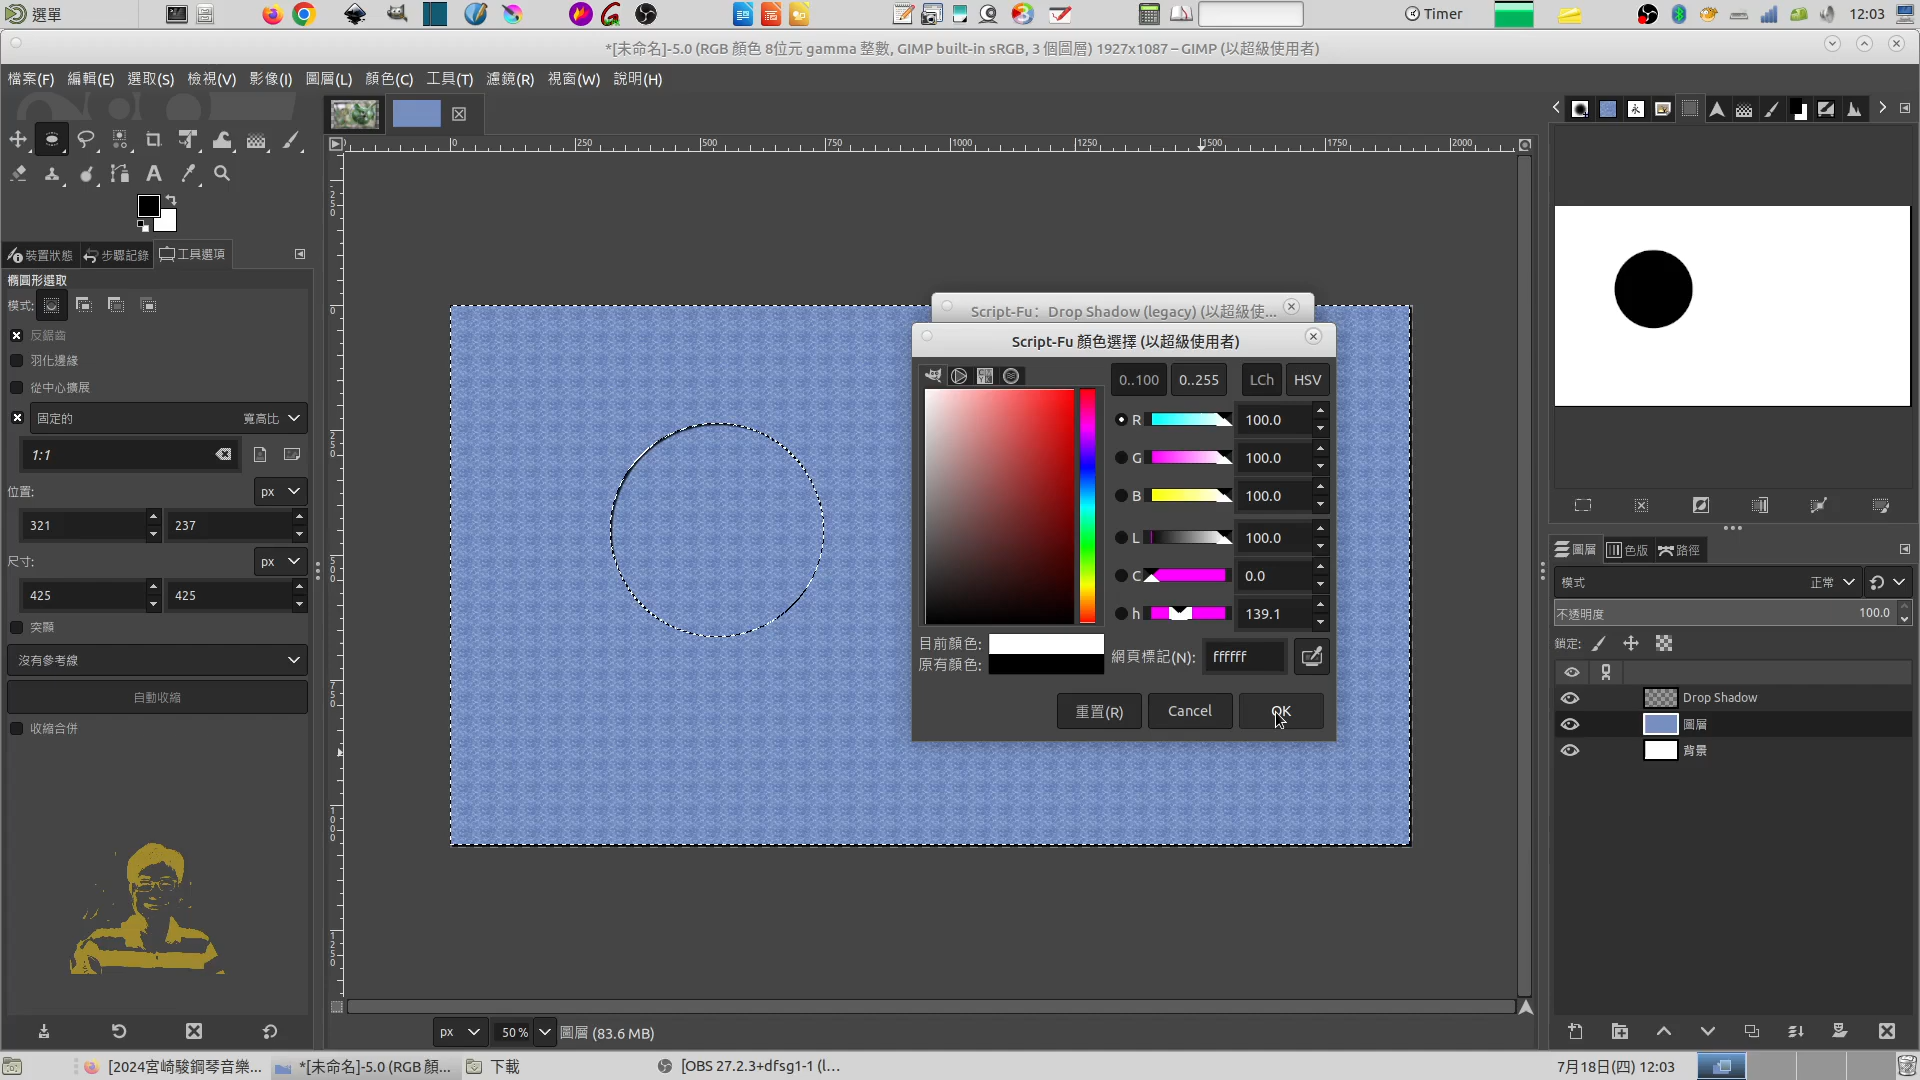 選單
Timer
12:03
*[未命名]-5.0 (RGB 顏色 8位元 gamma 整數, GIMP built-in sRGB, 3 個圖層) 1927x1087 – GIMP (以超級使用者)
檔案(F) 編輯(E) 選取(S) 檢視(V) 影像(I) 圖層(L) 顏色(C) 工具(T) 濾鏡(R) 視窗(W) 說明(H)
0 250 500 750 1000 1250 1500 1750 2000
裝置狀態 步驟記錄 工具選項
橢圓形選取
模式:
反鋸齒
羽化邊緣
從中心擴展
固定的 寬高比
1:1
位置: px
321 237
尺寸: px
425 425
突顯
沒有參考線
自動收縮
收縮合併
Script-Fu: Drop Shadow (legacy) (以超級使...
Script-Fu 顏色選擇 (以超級使用者)
0..100 0..255 LCh HSV
R 100.0
G 100.0
B 100.0
L 100.0
C 0.0
h 139.1
目前顏色:
原有顏色:
網頁標記(N): ffffff
重置(R) Cancel OK
圖層 色版 路徑
模式 正常
不透明度 100.0
鎖定:
Drop Shadow
圖層
背景
px 50 % 圖層 (83.6 MB)
[2024宮崎駿鋼琴音樂... *[未命名]-5.0 (RGB 顏... 下載 [OBS 27.2.3+dfsg1-1 (l...
7月18日(四) 12:03